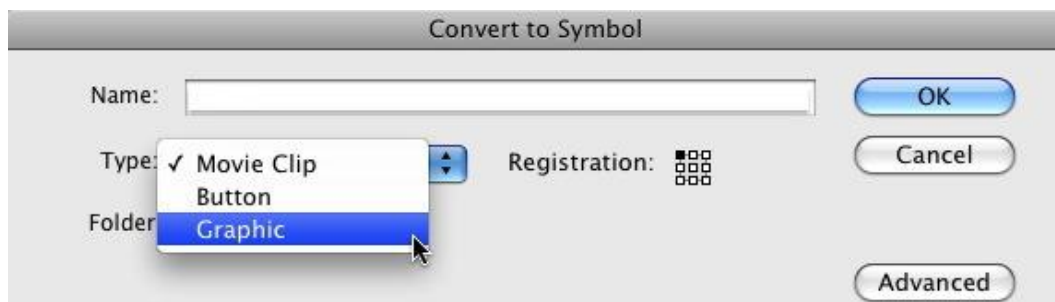 Convert to Symbol
Name:
OK
Type: ✓ Movie Clip
Registration:
Cancel
Button
Folder
Graphic
Advanced